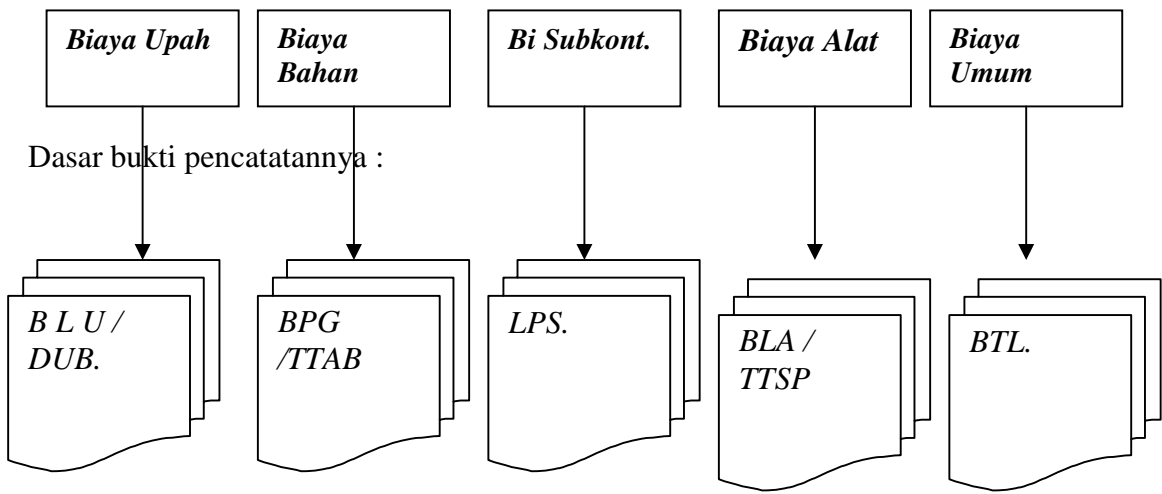 Biaya Upah
Biaya
Bahan
Bi Subkont.
Biaya Alat
Biaya
Umum
Dasar bukti pencatatannya :
B L U /
DUB.
BPG
/TTAB
LPS.
BLA /
TTSP
BTL.